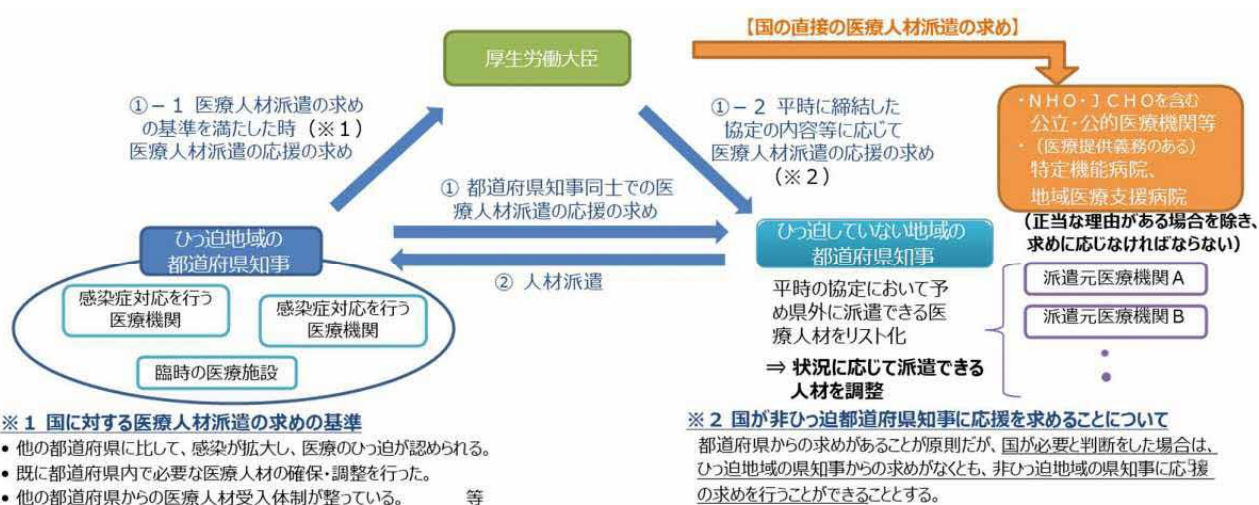 【国の直接の医療人材派遣の求め】
厚生労働大臣
①－１ 医療人材派遣の求め
の基準を満たした時（※１）
医療人材派遣の応援の求め
①－２ 平時に締結した
協定の内容等に応じて
医療人材派遣の応援の求め
（※２）
・ＮＨＯ・ＪＣＨＯを含む
公立・公的医療機関等
・（医療提供義務のある）
特定機能病院、
地域医療支援病院
（正当な理由がある場合を除き、
求めに応じなければならない）
① 都道府県知事同士での医
療人材派遣の応援の求め
ひっ迫地域の
都道府県知事
ひっ迫していない地域の
都道府県知事
② 人材派遣
感染症対応を行う
医療機関
感染症対応を行う
医療機関
臨時の医療施設
平時の協定において予
め県外に派遣できる医
療人材をリスト化
⇒ 状況に応じて派遣できる
人材を調整
派遣元医療機関Ａ
派遣元医療機関Ｂ
※１ 国に対する医療人材派遣の求めの基準
• 他の都道府県に比して、感染が拡大し、医療のひっ迫が認められる。
• 既に都道府県内で必要な医療人材の確保・調整を行った。
• 他の都道府県からの医療人材受入体制が整っている。 等
※２ 国が非ひっ迫都道府県知事に応援を求めることについて
都道府県からの求めがあることが原則だが、国が必要と判断をした場合は、
ひっ迫地域の県知事からの求めがなくとも、非ひっ迫地域の県知事に応援
の求めを行うことができることとする。